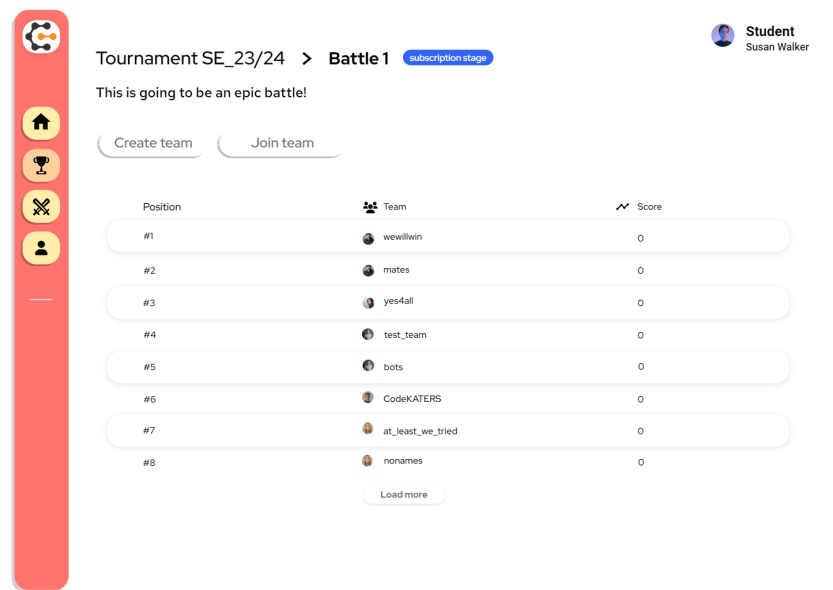 Student
Susan Walker
Tournament SE_23/24 > Battle 1 subscription stage
This is going to be an epic battle!
Create team Join team
Position Team Score
#1 wewillwin 0
#2 mates 0
#3 yes4all 0
#4 test_team 0
#5 bots 0
#6 CodeKATERS 0
#7 at_least_we_tried 0
#8 nonames 0
Load more